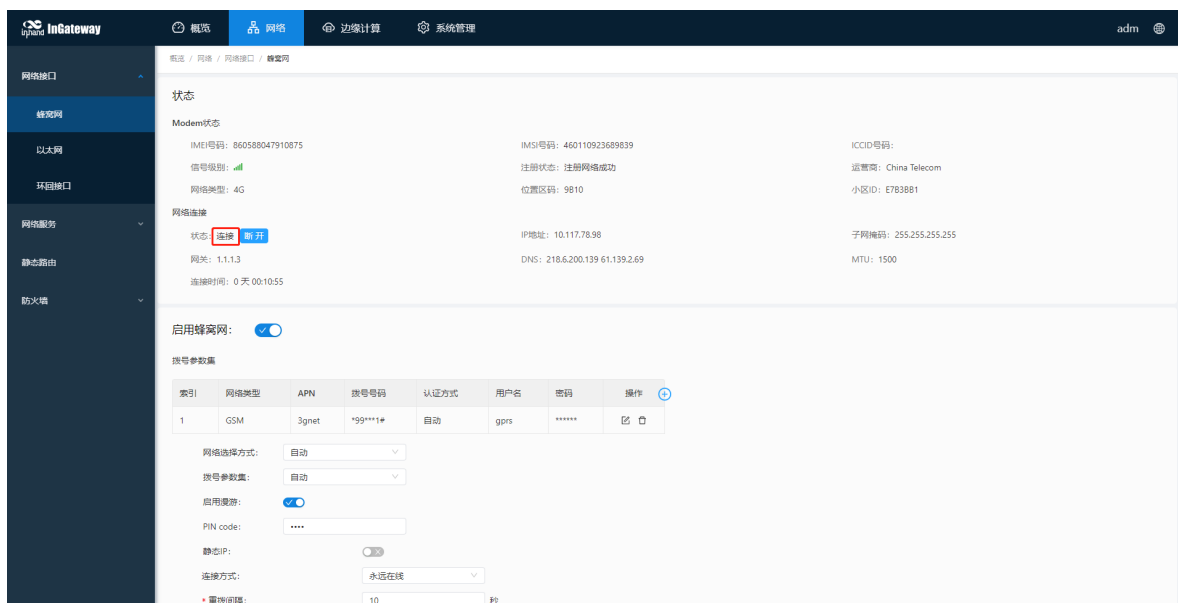 inhand InGateway 概览 网络 边缘计算 系统管理 adm
概览 / 网络 / 网络接口 / 蜂窝网
网络接口
蜂窝网
以太网
环回接口
网络服务
静态路由
防火墙
状态
Modem状态
IMEI号码: 860588047910875 IMSI号码: 460110923689839 ICCID号码:
信号级别: 注册状态: 注册网络成功 运营商: China Telecom
网络类型: 4G 位置区码: 9B10 小区ID: E7B3BB1
网络连接
状态: 连接 断 开 IP地址: 10.117.78.98 子网掩码: 255.255.255.255
网关: 1.1.1.3 DNS: 218.6.200.139 61.139.2.69 MTU: 1500
连接时间: 0 天 00:10:55
启用蜂窝网:
拨号参数集
索引 网络类型 APN 拨号号码 认证方式 用户名 密码 操作
1 GSM 3gnet *99***1# 自动 gprs ******
网络选择方式: 自动
拨号参数集: 自动
启用漫游:
PIN code: ••••
静态IP:
连接方式: 永远在线
* 重拨间隔: 10 秒